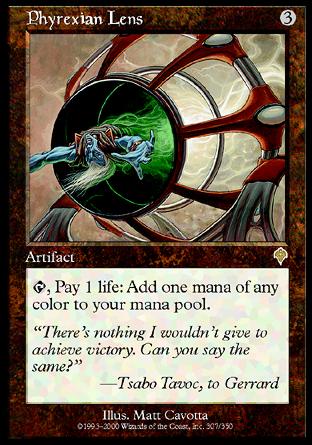 Phyrexian Lens 3
Artifact
, Pay 1 life: Add one mana of any
color to your mana pool.
“There's nothing I wouldn't give to
achieve victory. Can you say the
same?”
—Tsabo Tavoc, to Gerrard
Illus. Matt Cavotta
©1993–2000 Wizards of the Coast, Inc. 307/350